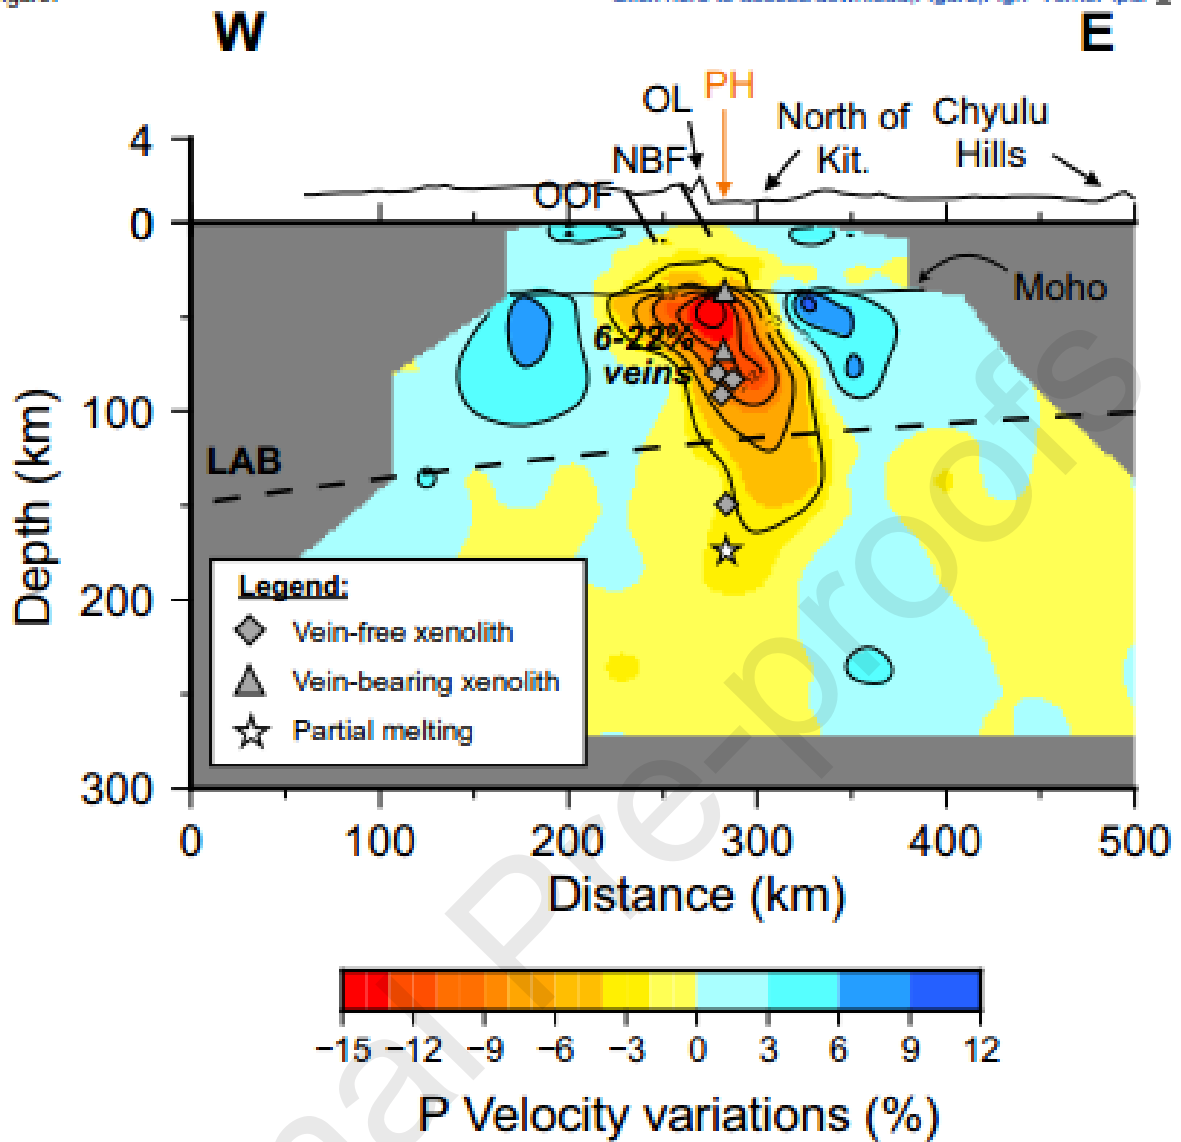 W
E
OL
PH
North of
Kit.
Chyulu
Hills
NBF
OOF
4
0
100
200
300
Depth (km)
Moho
6-22%
veins
LAB
Legend:
Vein-free xenolith
Vein-bearing xenolith
Partial melting
0 100 200 300 400 500
Distance (km)
−15 −12 −9 −6 −3 0 3 6 9 12
P Velocity variations (%)
Pre-proofs